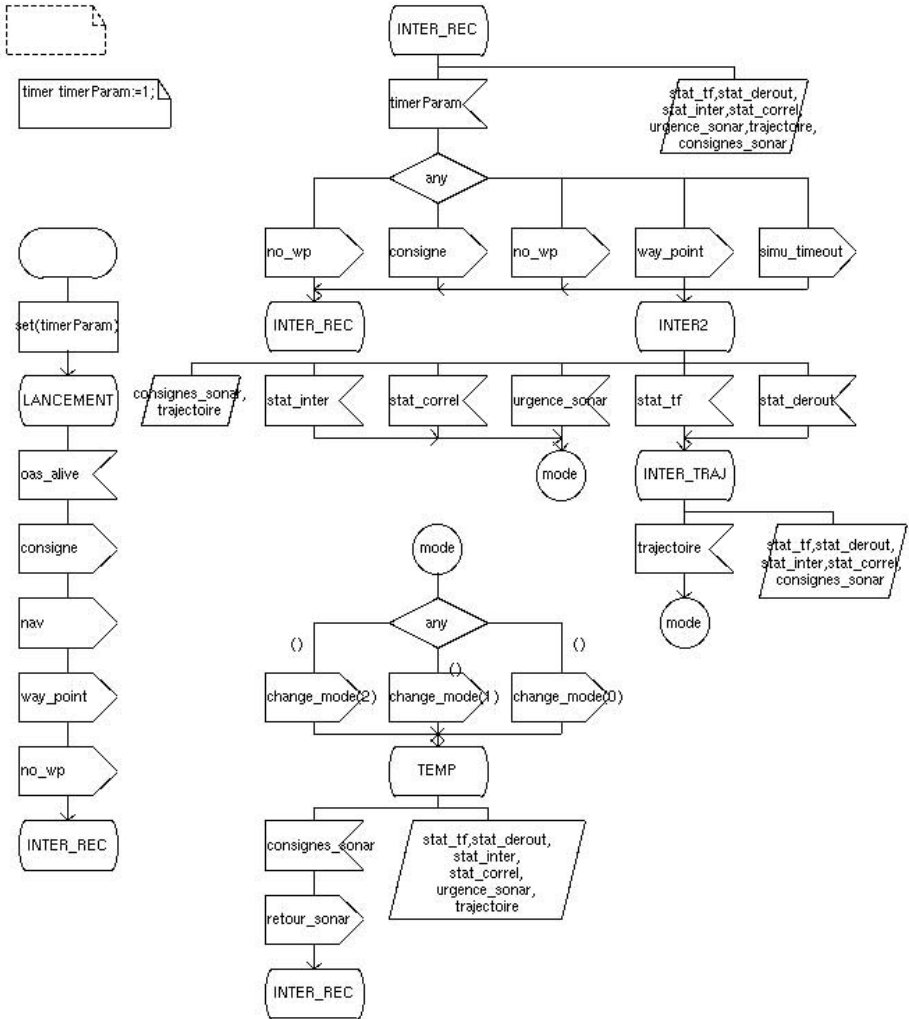 INTER_REC
timer timerParam:=1;
timerParam
stat_tf,stat_derout,
stat_inter,stat_correl,
urgence_sonar,trajectoire,
consignes_sonar
any
no_wp
consigne
no_wp
way_point
simu_timeout
set(timerParam)
INTER_REC
INTER2
LANCEMENT
consignes_sonar,
trajectoire
stat_inter
stat_correl
urgence_sonar
stat_tf
stat_derout
oas_alive
mode
INTER_TRAJ
consigne
mode
trajectoire
stat_tf,stat_derout,
stat_inter,stat_correl,
consignes_sonar
nav
any
mode
()
()
()
way_point
change_mode(2)
change_mode(1)
change_mode(0)
no_wp
TEMP
INTER_REC
consignes_sonar
stat_tf,stat_derout,
stat_inter,
stat_correl,
urgence_sonar,
trajectoire
retour_sonar
INTER_REC